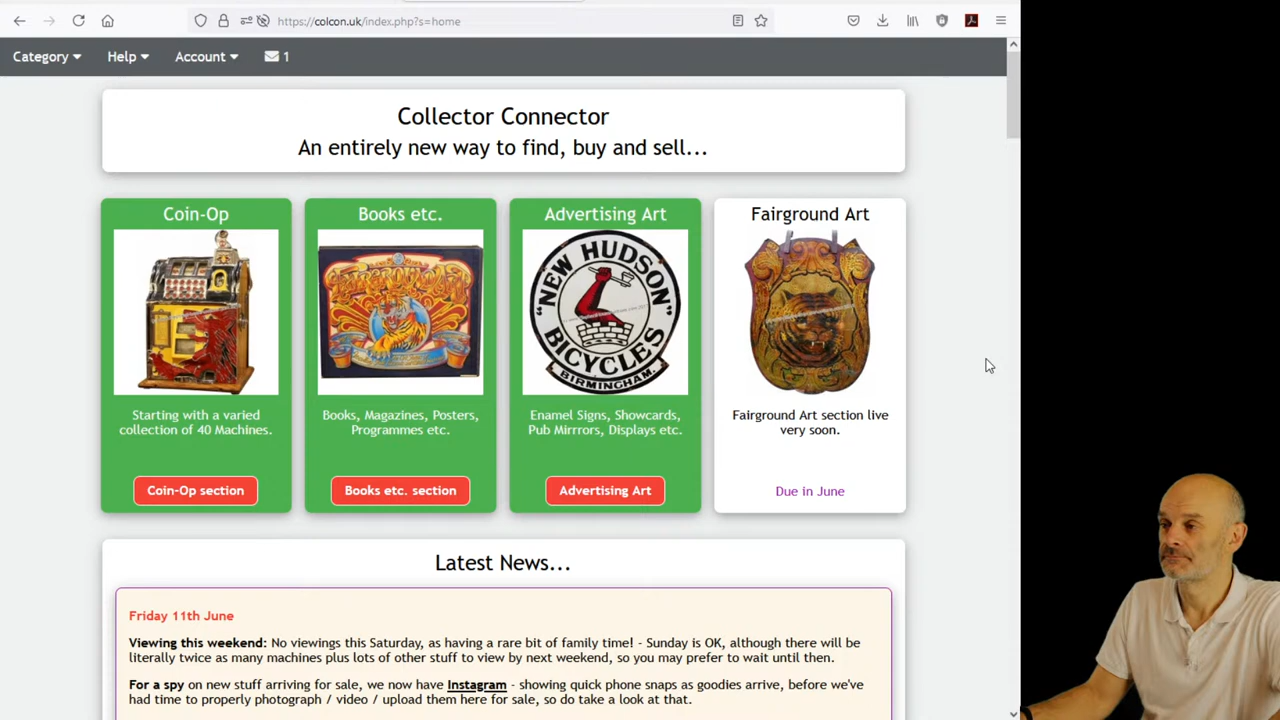 https://colcon.uk/index.php?s=home
Category Help Account 1
Collector Connector
An entirely new way to find, buy and sell...
Coin-Op
Books etc.
Advertising Art
Fairground Art
"NEW HUDSON"
BICYCLES
BIRMINGHAM.
Starting with a varied
collection of 40 Machines.
Books, Magazines, Posters,
Programmes etc.
Enamel Signs, Showcards,
Pub Mirrrors, Displays etc.
Fairground Art section live
very soon.
Coin-Op section
Books etc. section
Advertising Art
Due in June
Latest News...
Friday 11th June
Viewing this weekend: No viewings this Saturday, as having a rare bit of family time! - Sunday is OK, although there will be
literally twice as many machines plus lots of other stuff to view by next weekend, so you may prefer to wait until then.
For a spy on new stuff arriving for sale, we now have Instagram - showing quick phone snaps as goodies arrive, before we've
had time to properly photograph / video / upload them here for sale, so do take a look at that.